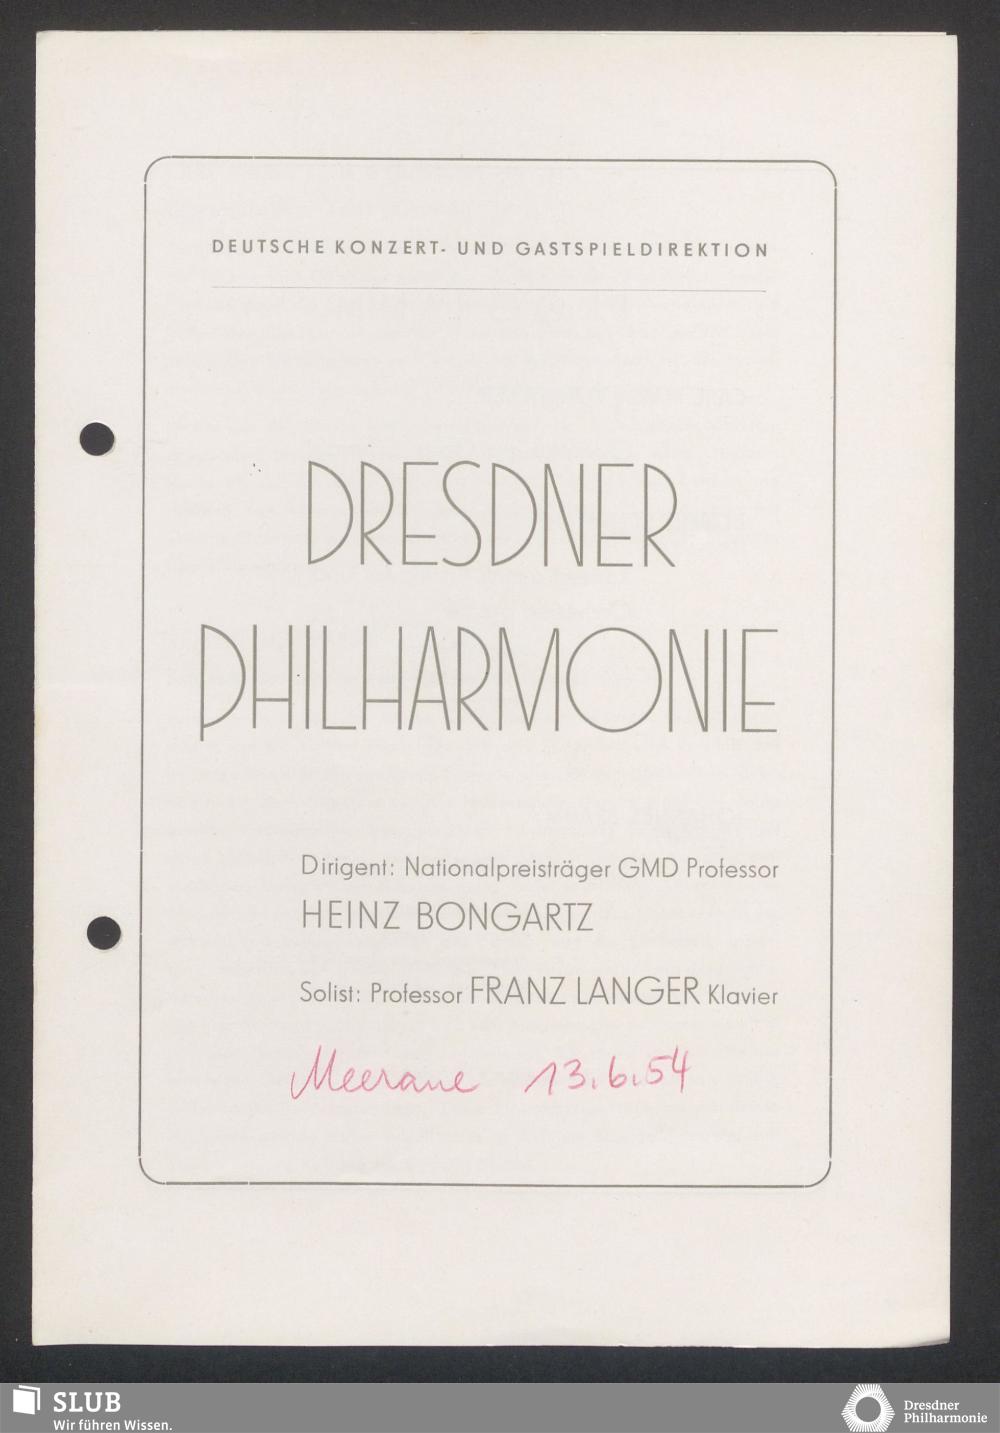 DEUTSCHE KONZERT- UND GASTSPIELDIREKTION
DRESDNER
PHILHARMONIE
Dirigent: Nationalpreisträger GMD Professor
HEINZ BONGARTZ
Solist: Professor FRANZ LANGER Klavier
Meerane 13.6.54
SLUB
Wir führen Wissen.
Dresdner
Philharmonie